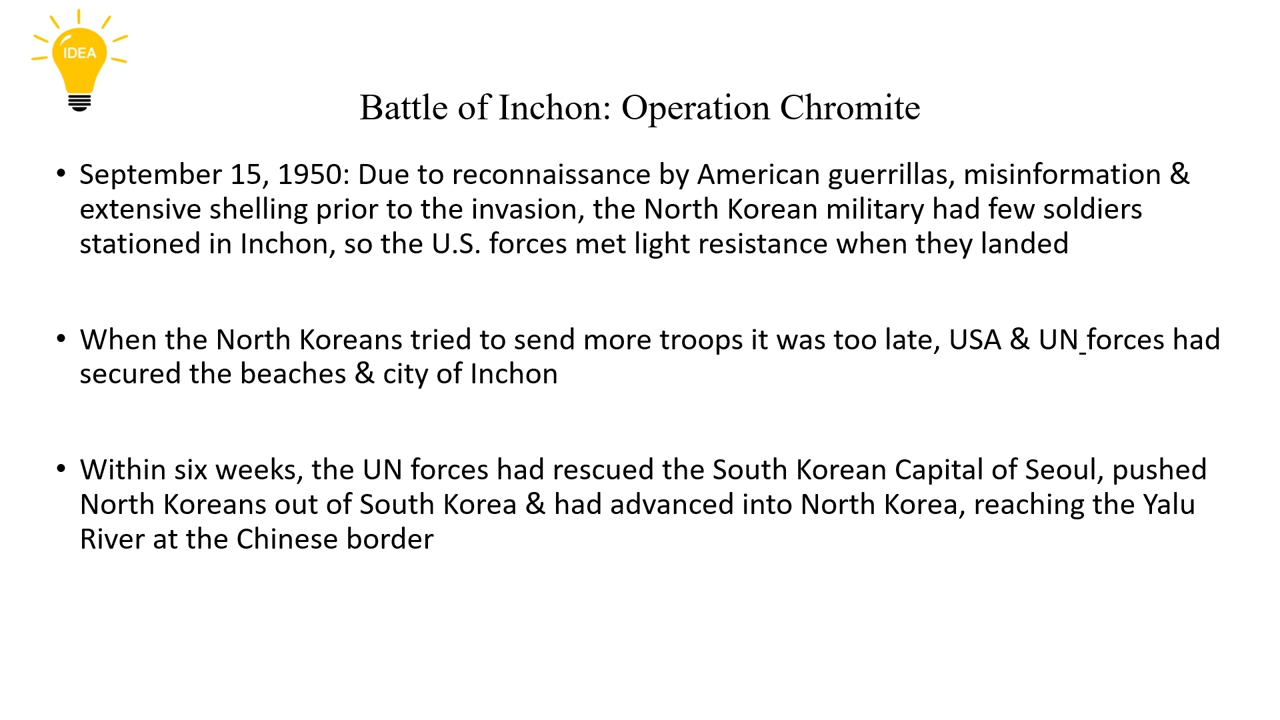 IDEA
Battle of Inchon: Operation Chromite
• September 15, 1950: Due to reconnaissance by American guerrillas, misinformation &
extensive shelling prior to the invasion, the North Korean military had few soldiers
stationed in Inchon, so the U.S. forces met light resistance when they landed
• When the North Koreans tried to send more troops it was too late, USA & UN forces had
secured the beaches & city of Inchon
• Within six weeks, the UN forces had rescued the South Korean Capital of Seoul, pushed
North Koreans out of South Korea & had advanced into North Korea, reaching the Yalu
River at the Chinese border